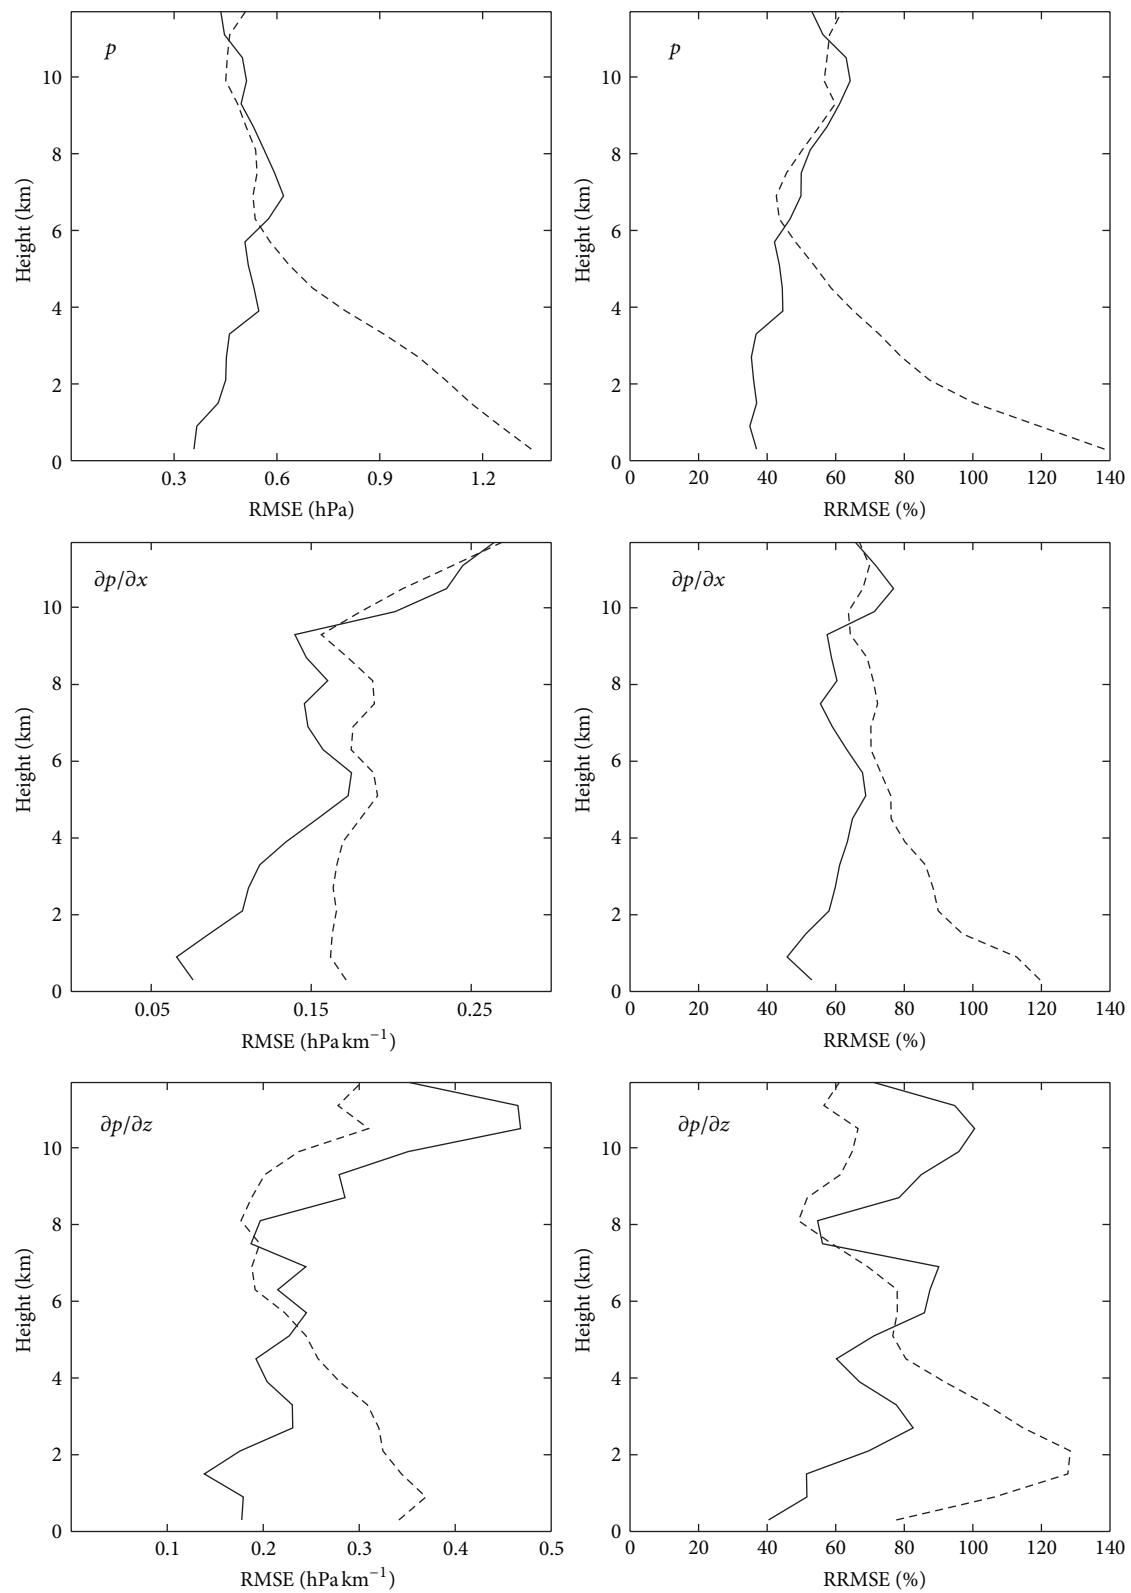 p
10
8
6
4
2
0
Height (km)
0.3 0.6 0.9 1.2
RMSE (hPa)
p
10
8
6
4
2
0
Height (km)
0 20 40 60 80 100 120 140
RRMSE (%)
∂p/∂x
10
8
6
4
2
0
Height (km)
0.05 0.15 0.25
RMSE (hPa km⁻¹)
∂p/∂x
10
8
6
4
2
0
Height (km)
0 20 40 60 80 100 120 140
RRMSE (%)
∂p/∂z
10
8
6
4
2
0
Height (km)
0.1 0.2 0.3 0.4 0.5
RMSE (hPa km⁻¹)
∂p/∂z
10
8
6
4
2
0
Height (km)
0 20 40 60 80 100 120 140
RRMSE (%)